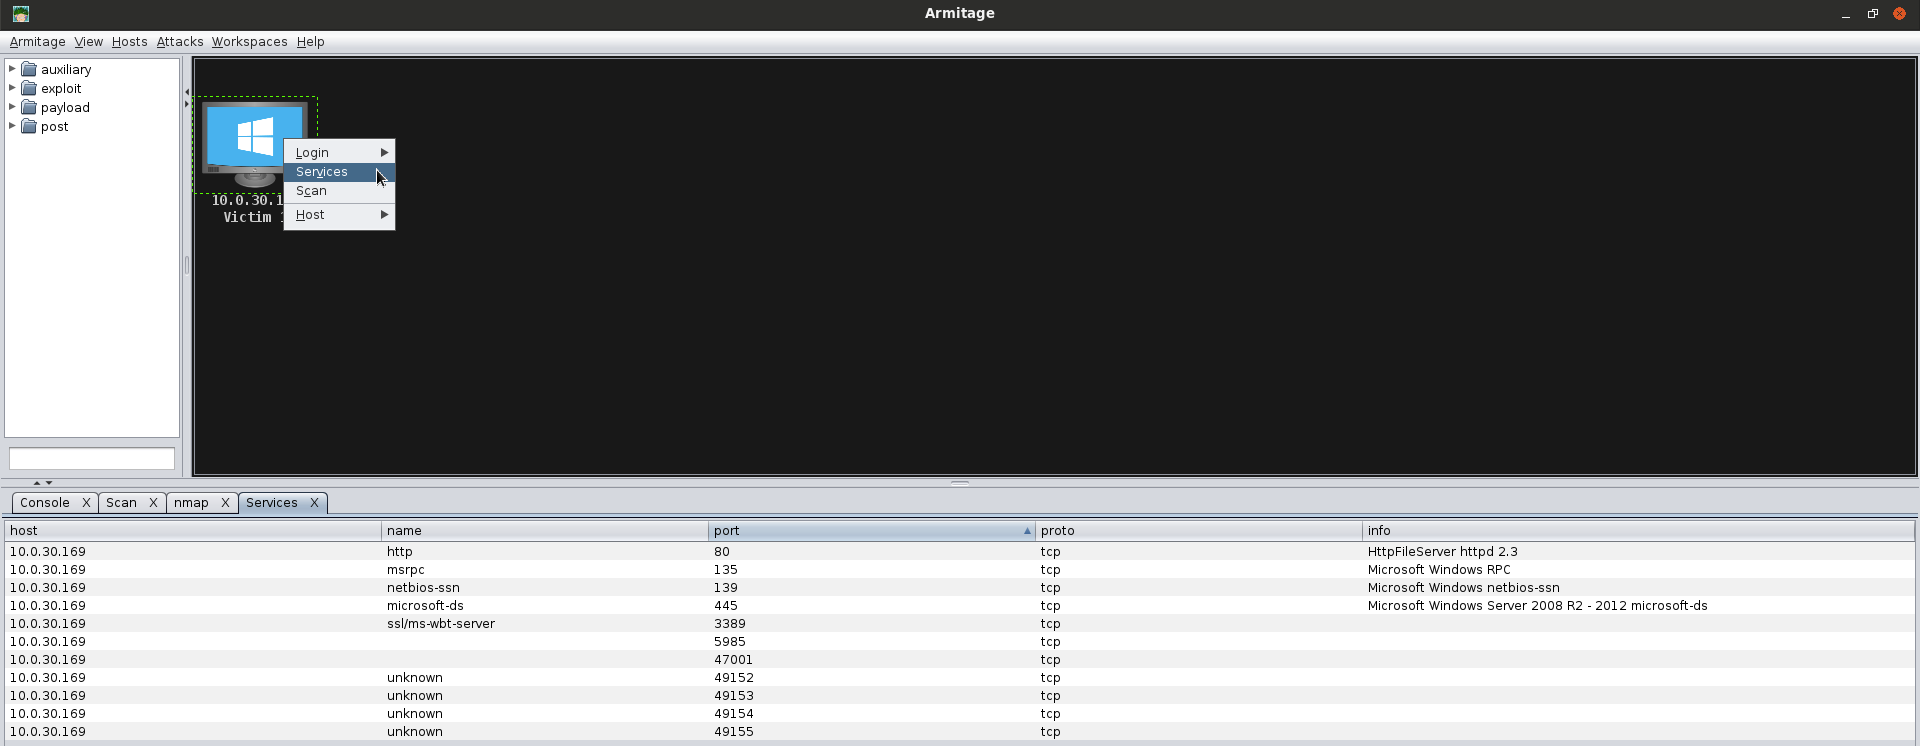 Armitage
Armitage View Hosts Attacks Workspaces Help
auxiliary
exploit
payload
post
Login
Services
Scan
Host
10.0.30.1
Victim
Console X Scan X nmap X Services X
host name port proto info
10.0.30.169 http 80 tcp HttpFileServer httpd 2.3
10.0.30.169 msrpc 135 tcp Microsoft Windows RPC
10.0.30.169 netbios-ssn 139 tcp Microsoft Windows netbios-ssn
10.0.30.169 microsoft-ds 445 tcp Microsoft Windows Server 2008 R2 - 2012 microsoft-ds
10.0.30.169 ssl/ms-wbt-server 3389 tcp
10.0.30.169 5985 tcp
10.0.30.169 47001 tcp
10.0.30.169 unknown 49152 tcp
10.0.30.169 unknown 49153 tcp
10.0.30.169 unknown 49154 tcp
10.0.30.169 unknown 49155 tcp